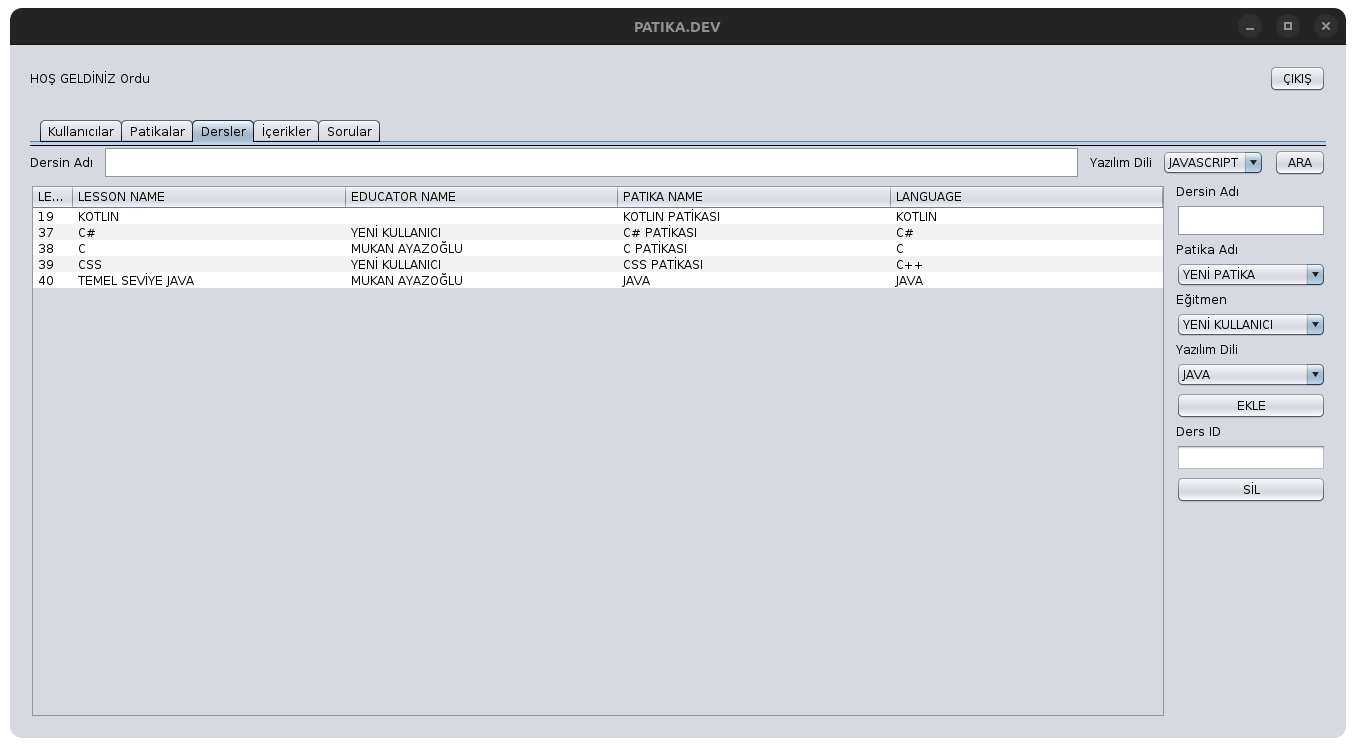 PATIKA.DEV
HOŞ GELDİNİZ Ordu
ÇIKIŞ
Kullanıcılar Patikalar Dersler İçerikler Sorular
Dersin Adı Yazılım Dili JAVASCRIPT ARA
LE... LESSON NAME EDUCATOR NAME PATIKA NAME LANGUAGE
19 KOTLIN KOTLIN PATİKASI KOTLIN
37 C# YENİ KULLANICI C# PATİKASI C#
38 C MUKAN AYAZOĞLU C PATİKASI C
39 CSS YENİ KULLANICI CSS PATİKASI C++
40 TEMEL SEVİYE JAVA MUKAN AYAZOĞLU JAVA JAVA
Dersin Adı
Patika Adı
YENİ PATİKA
Eğitmen
YENİ KULLANICI
Yazılım Dili
JAVA
EKLE
Ders ID
SİL